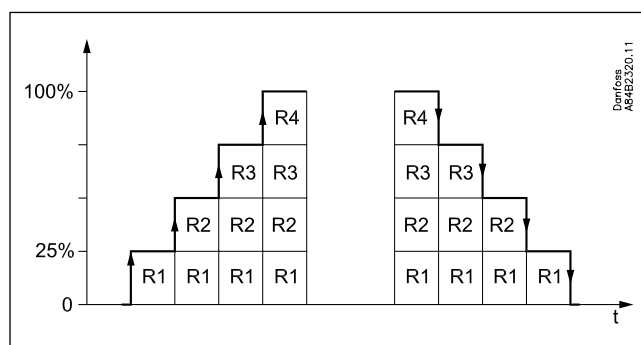 Danfoss
A84B2320.11
100%
R4 R4
R3 R3 R3 R3
R2 R2 R2 R2 R2 R2
25%
R1 R1 R1 R1 R1 R1 R1 R1
0
t